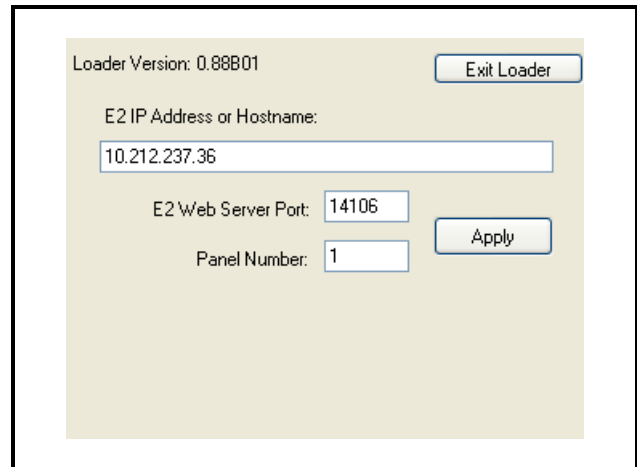 Loader Version: 0.88B01
Exit Loader
E2 IP Address or Hostname:
10.212.237.36
E2 Web Server Port: 14106
Apply
Panel Number: 1